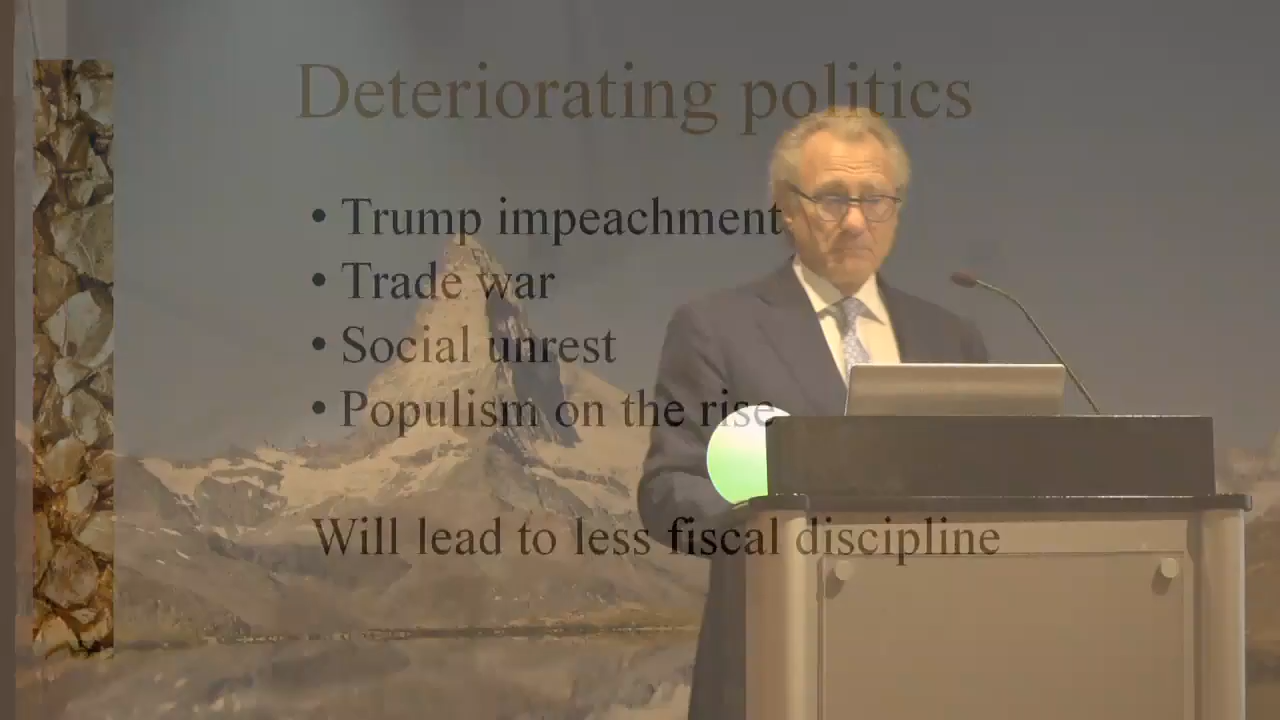 Deteriorating politics
• Trump impeachment
• Trade war
• Social unrest
• Populism on the rise
Will lead to less fiscal discipline